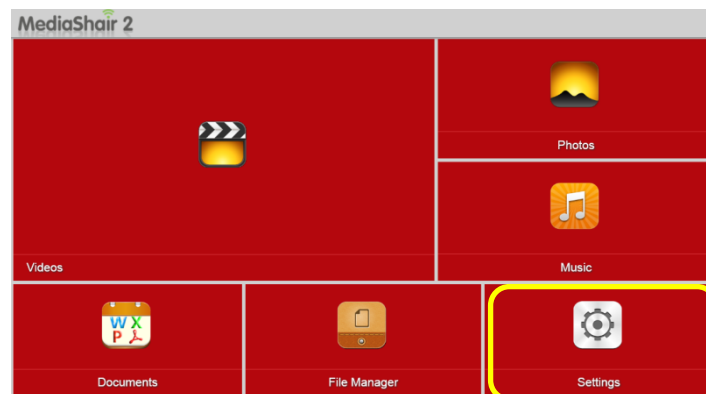 MediaShair 2
Photos
Videos
Music
W X
P
Documents
File Manager
Settings